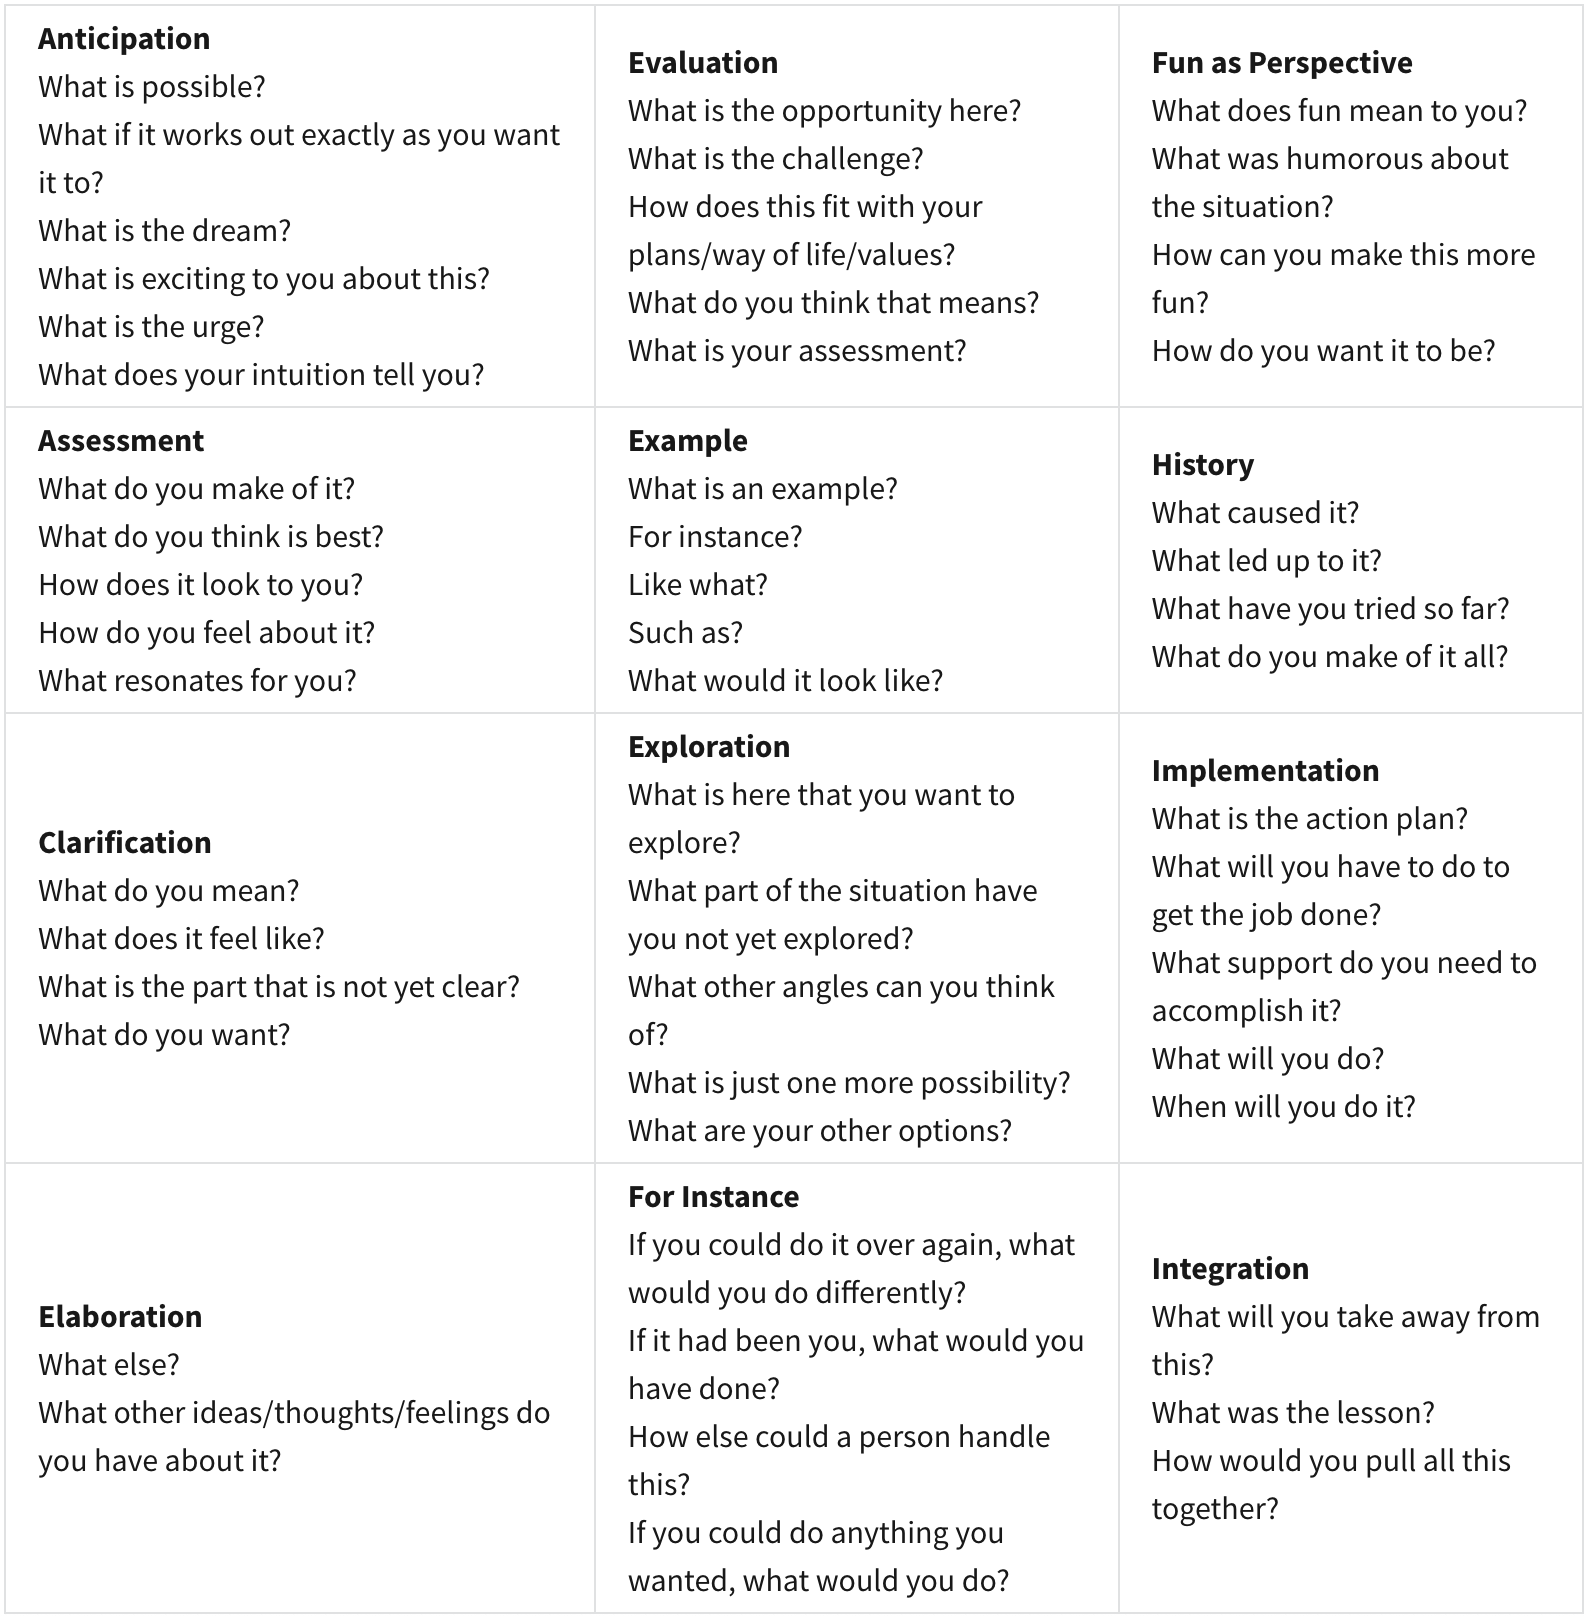 Anticipation
What is possible?
What if it works out exactly as you want
it to?
What is the dream?
What is exciting to you about this?
What is the urge?
What does your intuition tell you?
Evaluation
What is the opportunity here?
What is the challenge?
How does this fit with your
plans/way of life/values?
What do you think that means?
What is your assessment?
Fun as Perspective
What does fun mean to you?
What was humorous about
the situation?
How can you make this more
fun?
How do you want it to be?
Assessment
What do you make of it?
What do you think is best?
How does it look to you?
How do you feel about it?
What resonates for you?
Example
What is an example?
For instance?
Like what?
Such as?
What would it look like?
History
What caused it?
What led up to it?
What have you tried so far?
What do you make of it all?
Clarification
What do you mean?
What does it feel like?
What is the part that is not yet clear?
What do you want?
Exploration
What is here that you want to
explore?
What part of the situation have
you not yet explored?
What other angles can you think
of?
What is just one more possibility?
What are your other options?
Implementation
What is the action plan?
What will you have to do to
get the job done?
What support do you need to
accomplish it?
What will you do?
When will you do it?
Elaboration
What else?
What other ideas/thoughts/feelings do
you have about it?
For Instance
If you could do it over again, what
would you do differently?
If it had been you, what would you
have done?
How else could a person handle
this?
If you could do anything you
wanted, what would you do?
Integration
What will you take away from
this?
What was the lesson?
How would you pull all this
together?